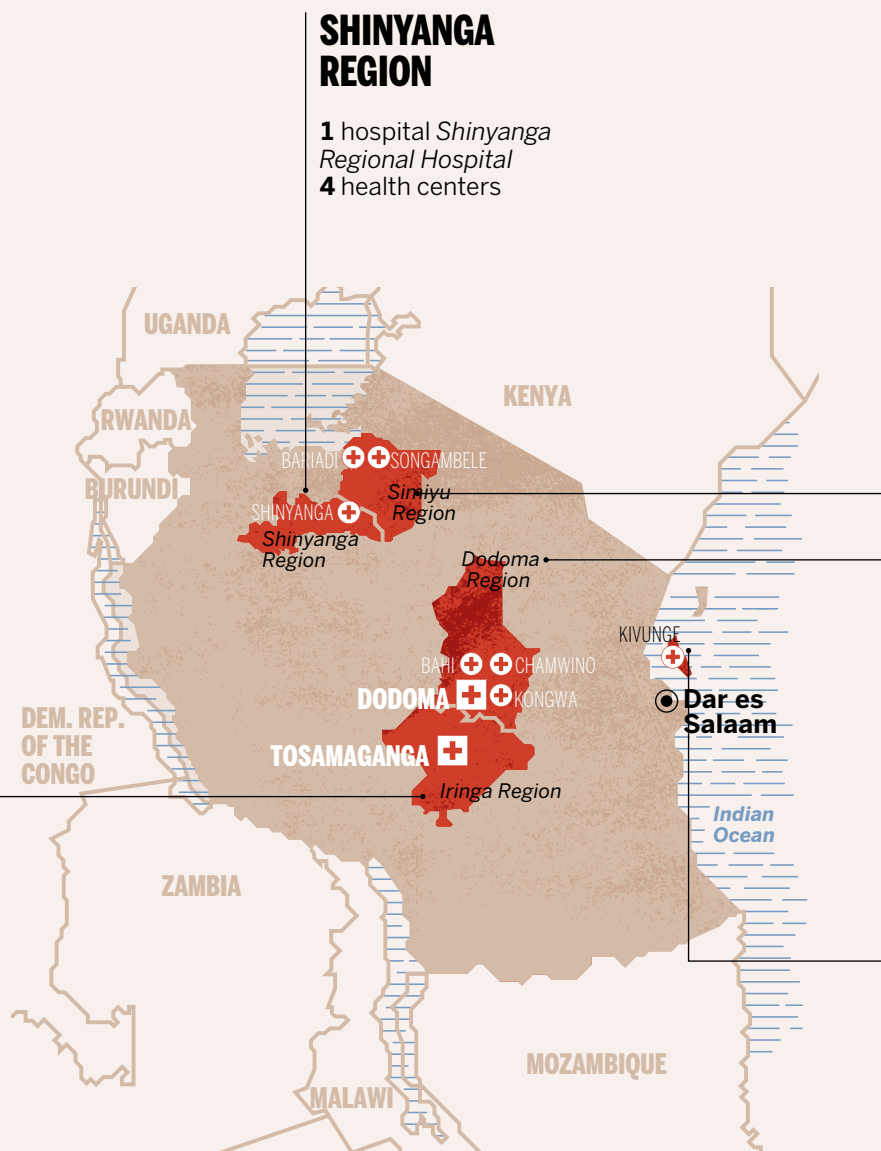 SHINYANGA
REGION
1 hospital Shinyanga
Regional Hospital
4 health centers
UGANDA
KENYA
RWANDA
BARIADI
SONGAMBELE
BURUNDI
Simiyu
Region
SHINYANGA
Shinyanga
Region
Dodoma
Region
KIVUNGE
BAHI
CHAMWINO
DODOMA
KONGWA
Dar es
Salaam
DEM. REP.
OF THE
CONGO
TOSAMAGANGA
Iringa Region
Indian
Ocean
ZAMBIA
MOZAMBIQUE
MALAWI